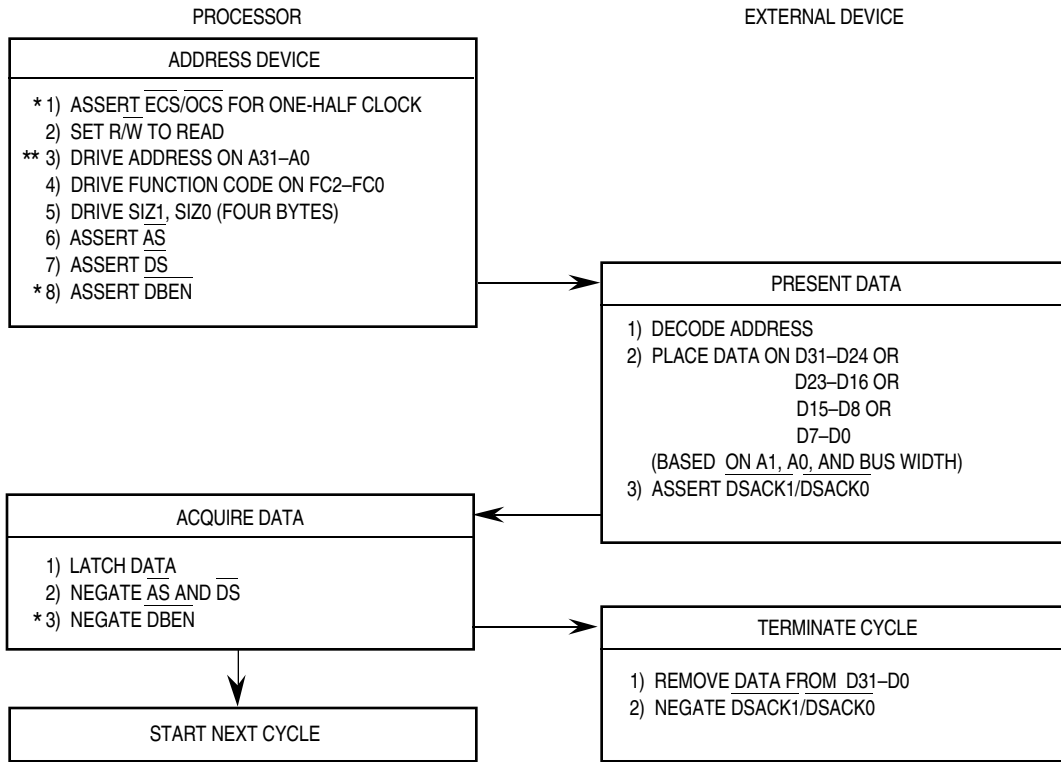 PROCESSOR
EXTERNAL DEVICE
ADDRESS DEVICE
* 1) ASSERT ECS/OCS FOR ONE-HALF CLOCK
2) SET R/W TO READ
** 3) DRIVE ADDRESS ON A31–A0
4) DRIVE FUNCTION CODE ON FC2–FC0
5) DRIVE SIZ1, SIZ0 (FOUR BYTES)
6) ASSERT AS
7) ASSERT DS
* 8) ASSERT DBEN
PRESENT DATA
1) DECODE ADDRESS
2) PLACE DATA ON D31–D24 OR
D23–D16 OR
D15–D8 OR
D7–D0
(BASED ON A1, A0, AND BUS WIDTH)
3) ASSERT DSACK1/DSACK0
ACQUIRE DATA
1) LATCH DATA
2) NEGATE AS AND DS
* 3) NEGATE DBEN
TERMINATE CYCLE
1) REMOVE DATA FROM D31–D0
2) NEGATE DSACK1/DSACK0
START NEXT CYCLE